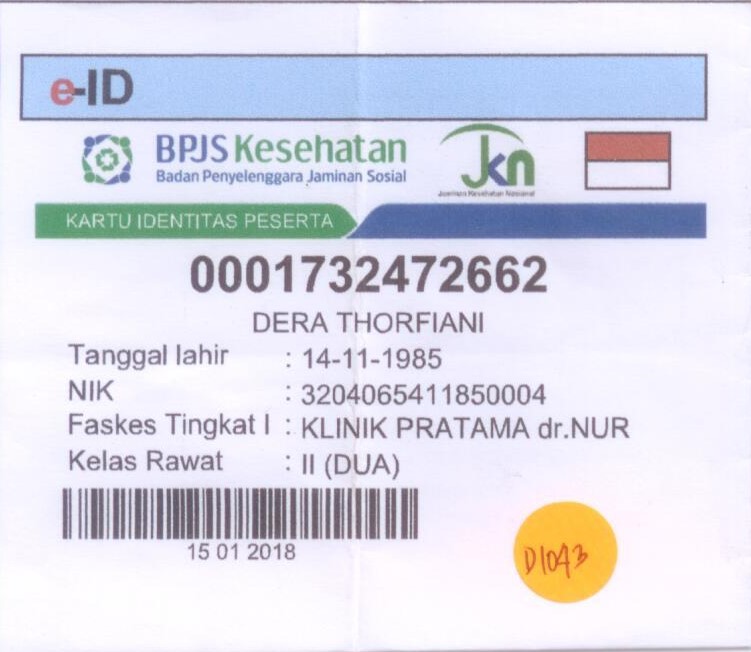 e-ID
BPJS Kesehatan
Badan Penyelenggara Jaminan Sosial
Jkn
Jaminan Kesehatan Nasional
KARTU IDENTITAS PESERTA
0001732472662
DERA THORFIANI
Tanggal lahir : 14-11-1985
NIK : 3204065411850004
Faskes Tingkat I : KLINIK PRATAMA dr.NUR
Kelas Rawat : II (DUA)
15 01 2018
D1043